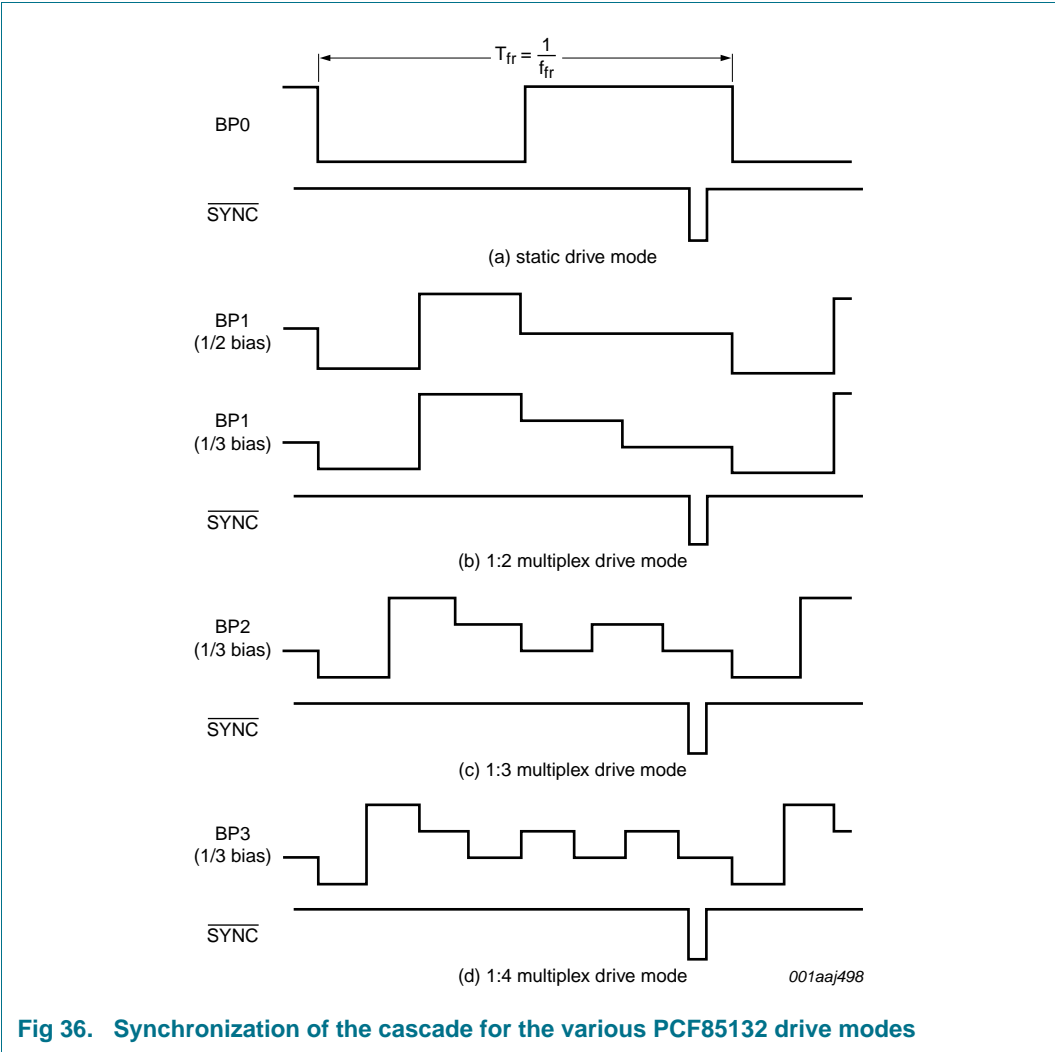 T_fr = 1/f_fr
BP0
SYNC
(a) static drive mode
BP1
(1/2 bias)
BP1
(1/3 bias)
SYNC
(b) 1:2 multiplex drive mode
BP2
(1/3 bias)
SYNC
(c) 1:3 multiplex drive mode
BP3
(1/3 bias)
SYNC
(d) 1:4 multiplex drive mode
001aaj498
Fig 36. Synchronization of the cascade for the various PCF85132 drive modes